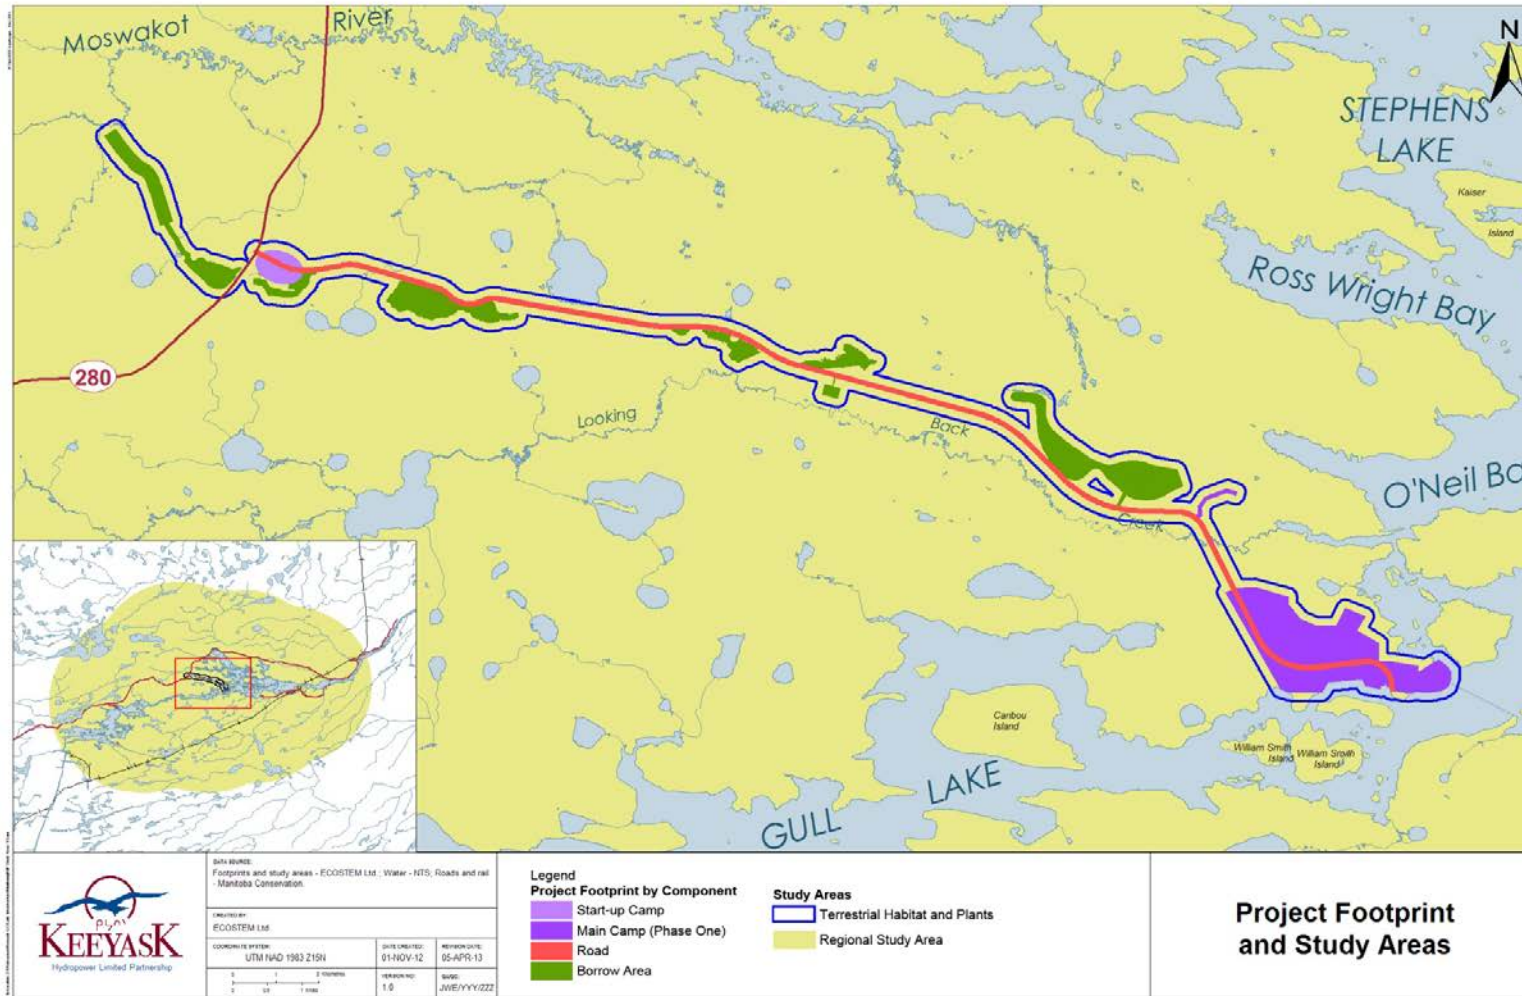 Moswakot
River
N
STEPHENS
LAKE
Kaiser
Island
Ross Wright Bay
280
Looking
Back
O'Neil Ba
Creek
Caribou
Island
William Smith
Island
William Smith
Island
LAKE
GULL
KEEYASK
Hydropower Limited Partnership
DATA SOURCE:
Footprints and study areas - ECOSTEM Ltd.; Water - NTS; Roads and rail
- Manitoba Conservation.
CREATED BY:
ECOSTEM Ltd.
COORDINATE SYSTEM:
UTM NAD 1983 Z15N
DATE CREATED:
01-NOV-12
REVISION DATE:
05-APR-13
VERSION NO:
1.0
Legend
Project Footprint by Component
Start-up Camp
Main Camp (Phase One)
Road
Borrow Area
Study Areas
Terrestrial Habitat and Plants
Regional Study Area
Project Footprint
and Study Areas